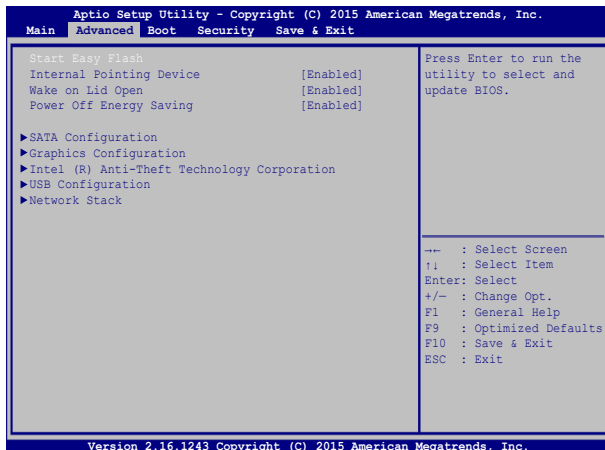 Aptio Setup Utility - Copyright (C) 2015 American Megatrends, Inc.
Main Advanced Boot Security Save & Exit
Start Easy Flash
Internal Pointing Device [Enabled]
Wake on Lid Open [Enabled]
Power Off Energy Saving [Enabled]
▶SATA Configuration
▶Graphics Configuration
▶Intel (R) Anti-Theft Technology Corporation
▶USB Configuration
▶Network Stack
Press Enter to run the
utility to select and
update BIOS.
→← : Select Screen
↑↓ : Select Item
Enter: Select
+/— : Change Opt.
F1 : General Help
F9 : Optimized Defaults
F10 : Save & Exit
ESC : Exit
Version 2.16.1243 Copyright (C) 2015 American Megatrends, Inc.